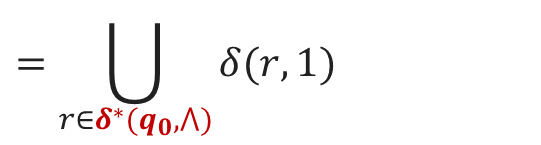 = ⋃ δ(r, 1)
r∈δ*(q₀,Λ)